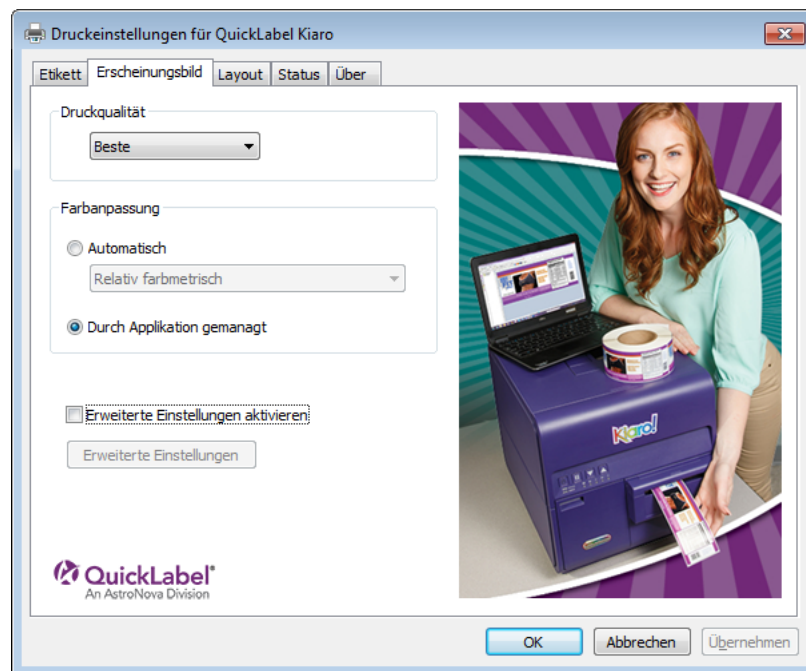 Druckeinstellungen für QuickLabel Kiaro
Etikett Erscheinungsbild Layout Status Über
Druckqualität
Beste
Farbanpassung
Automatisch
Relativ farbmetrisch
Durch Applikation gemanagt
Erweiterte Einstellungen aktivieren
Erweiterte Einstellungen
Kiaro!
QuickLabel®
An AstroNova Division
OK Abbrechen Übernehmen